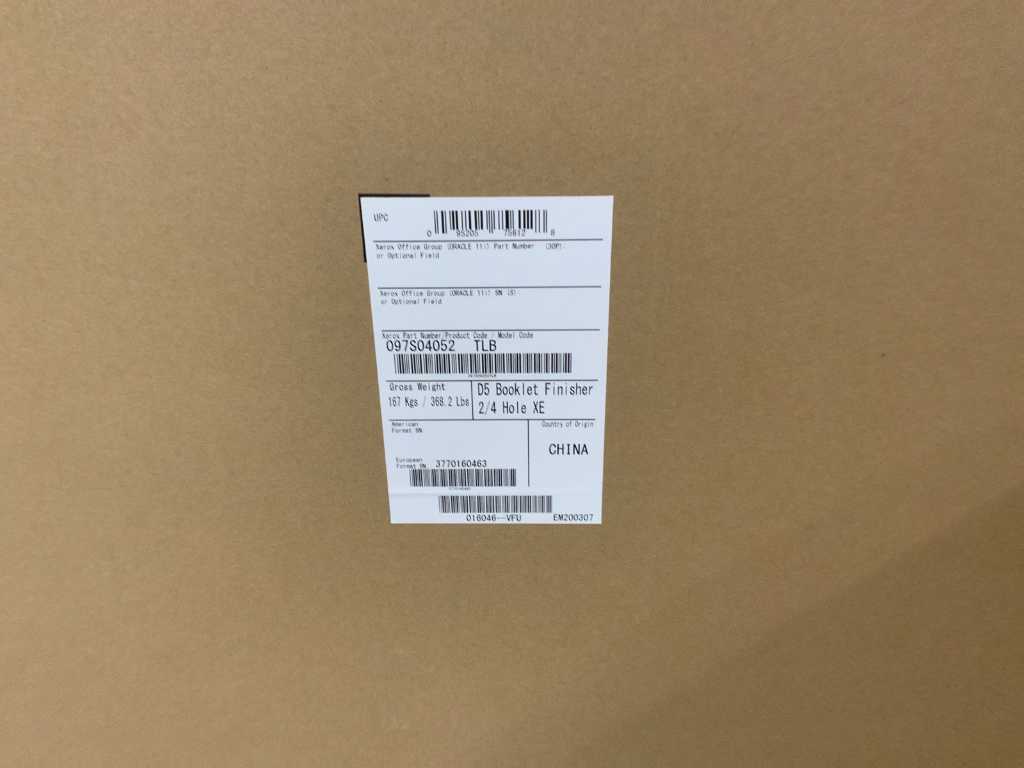 UPC
0 95205 75812 8
Xerox Office Group (ORACLE 11i) Part Number (30P)
or Optional Field
Xerox Office Group (ORACLE 11i) SN (S)
or Optional Field
Xerox Part Number/Product Code / Model Code
097S04052 TLB
Gross Weight
167 Kgs / 368.2 Lbs
D5 Booklet Finisher
2/4 Hole XE
American
Format SN
Country of Origin
CHINA
European
Format SN 3770160463
016046--VFU EM200307